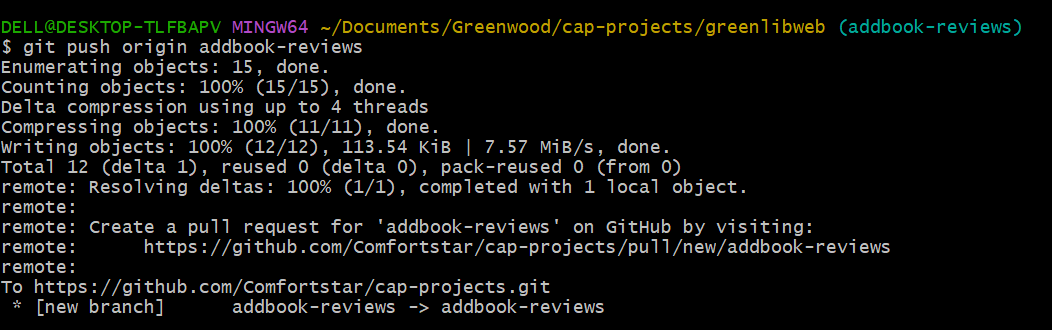 DELL@DESKTOP-TLFBAPV MINGW64 ~/Documents/Greenwood/cap-projects/greenlibweb (addbook-reviews)
$ git push origin addbook-reviews
Enumerating objects: 15, done.
Counting objects: 100% (15/15), done.
Delta compression using up to 4 threads
Compressing objects: 100% (11/11), done.
Writing objects: 100% (12/12), 113.54 KiB | 7.57 MiB/s, done.
Total 12 (delta 1), reused 0 (delta 0), pack-reused 0 (from 0)
remote: Resolving deltas: 100% (1/1), completed with 1 local object.
remote:
remote: Create a pull request for 'addbook-reviews' on GitHub by visiting:
remote:      https://github.com/Comfortstar/cap-projects/pull/new/addbook-reviews
remote:
To https://github.com/Comfortstar/cap-projects.git
 * [new branch]      addbook-reviews -> addbook-reviews